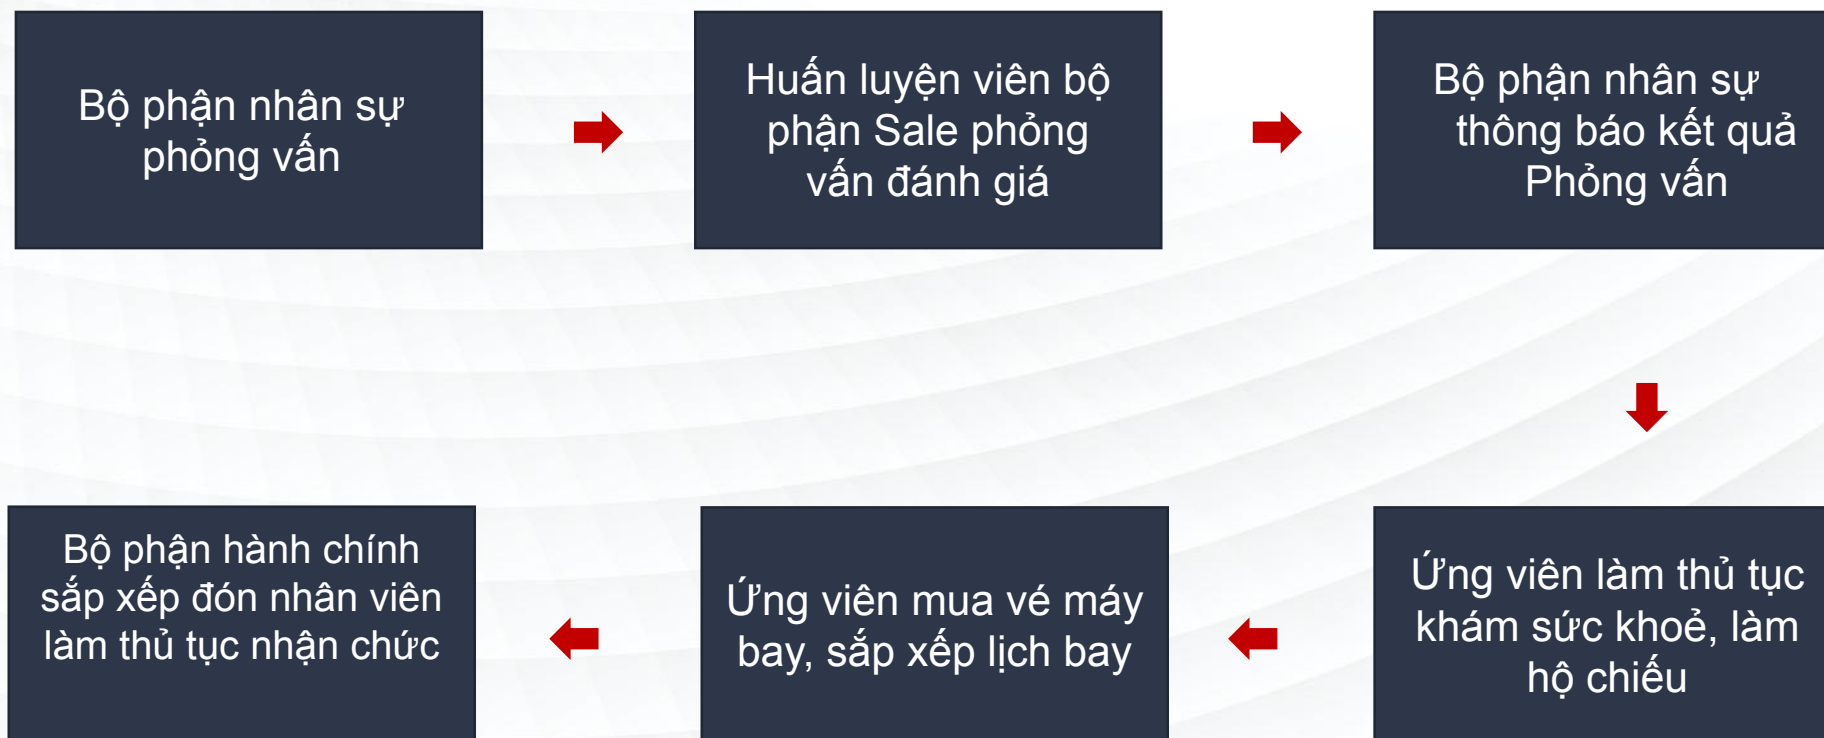 Bộ phận nhân sự
phỏng vấn
Huấn luyện viên bộ
phận Sale phỏng
vấn đánh giá
Bộ phận nhân sự
thông báo kết quả
Phỏng vấn
Ứng viên làm thủ tục
khám sức khoẻ, làm
hộ chiếu
Ứng viên mua vé máy
bay, sắp xếp lịch bay
Bộ phận hành chính
sắp xếp đón nhân viên
làm thủ tục nhận chức